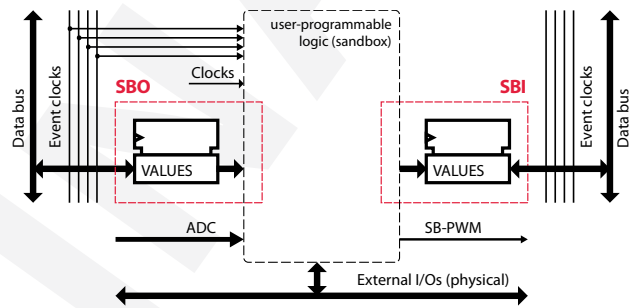 user-programmable
logic (sandbox)
Clocks
SBO
SBI
Data bus
Event clocks
VALUES
VALUES
Event clocks
Data bus
ADC
SB-PWM
External I/Os (physical)